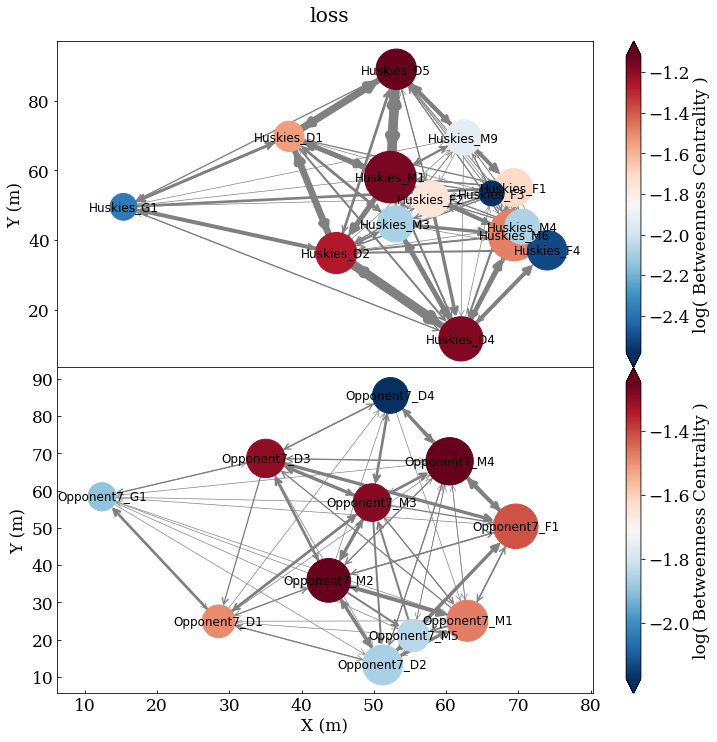 loss
Y (m)
80
60
40
20
Huskies_D5
Huskies_D1
Huskies_M9
Huskies_M1
Huskies_F1
Huskies_F3
Huskies_F2
Huskies_G1
Huskies_M3
Huskies_M4
Huskies_M6
Huskies_D2
Huskies_F4
Huskies_D4
−1.2
−1.4
−1.6
−1.8
−2.0
−2.2
−2.4
log( Betweenness Centrality )
Y (m)
90
80
70
60
50
40
30
20
10
Opponent7_D4
Opponent7_D3
Opponent7_M4
Opponent7_G1
Opponent7_M3
Opponent7_F1
Opponent7_M2
Opponent7_D1
Opponent7_M1
Opponent7_M5
Opponent7_D2
−1.4
−1.6
−1.8
−2.0
log( Betweenness Centrality )
10 20 30 40 50 60 70 80
X (m)